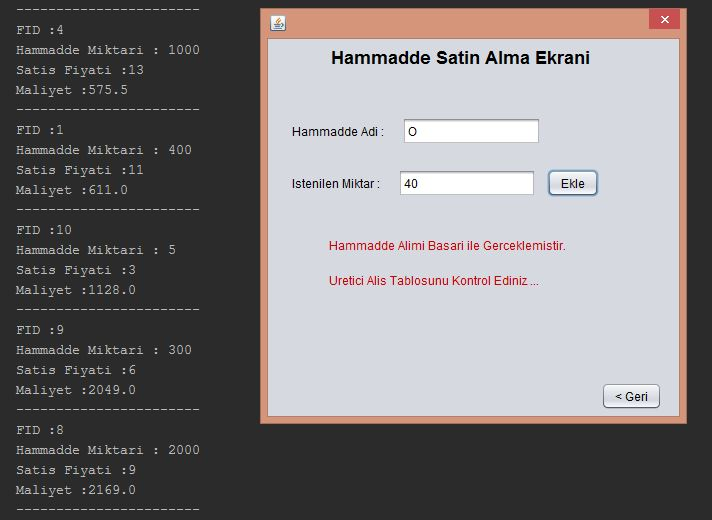 -----------------------
FID :4
Hammadde Miktari : 1000
Satis Fiyati :13
Maliyet :575.5
-----------------------
FID :1
Hammadde Miktari : 400
Satis Fiyati :11
Maliyet :611.0
-----------------------
FID :10
Hammadde Miktari : 5
Satis Fiyati :3
Maliyet :1128.0
-----------------------
FID :9
Hammadde Miktari : 300
Satis Fiyati :6
Maliyet :2049.0
-----------------------
FID :8
Hammadde Miktari : 2000
Satis Fiyati :9
Maliyet :2169.0
-----------------------
Hammadde Satin Alma Ekrani
Hammadde Adi : O
Istenilen Miktar : 40 Ekle
Hammadde Alimi Basari ile Gerceklemistir.
Uretici Alis Tablosunu Kontrol Ediniz ...
< Geri